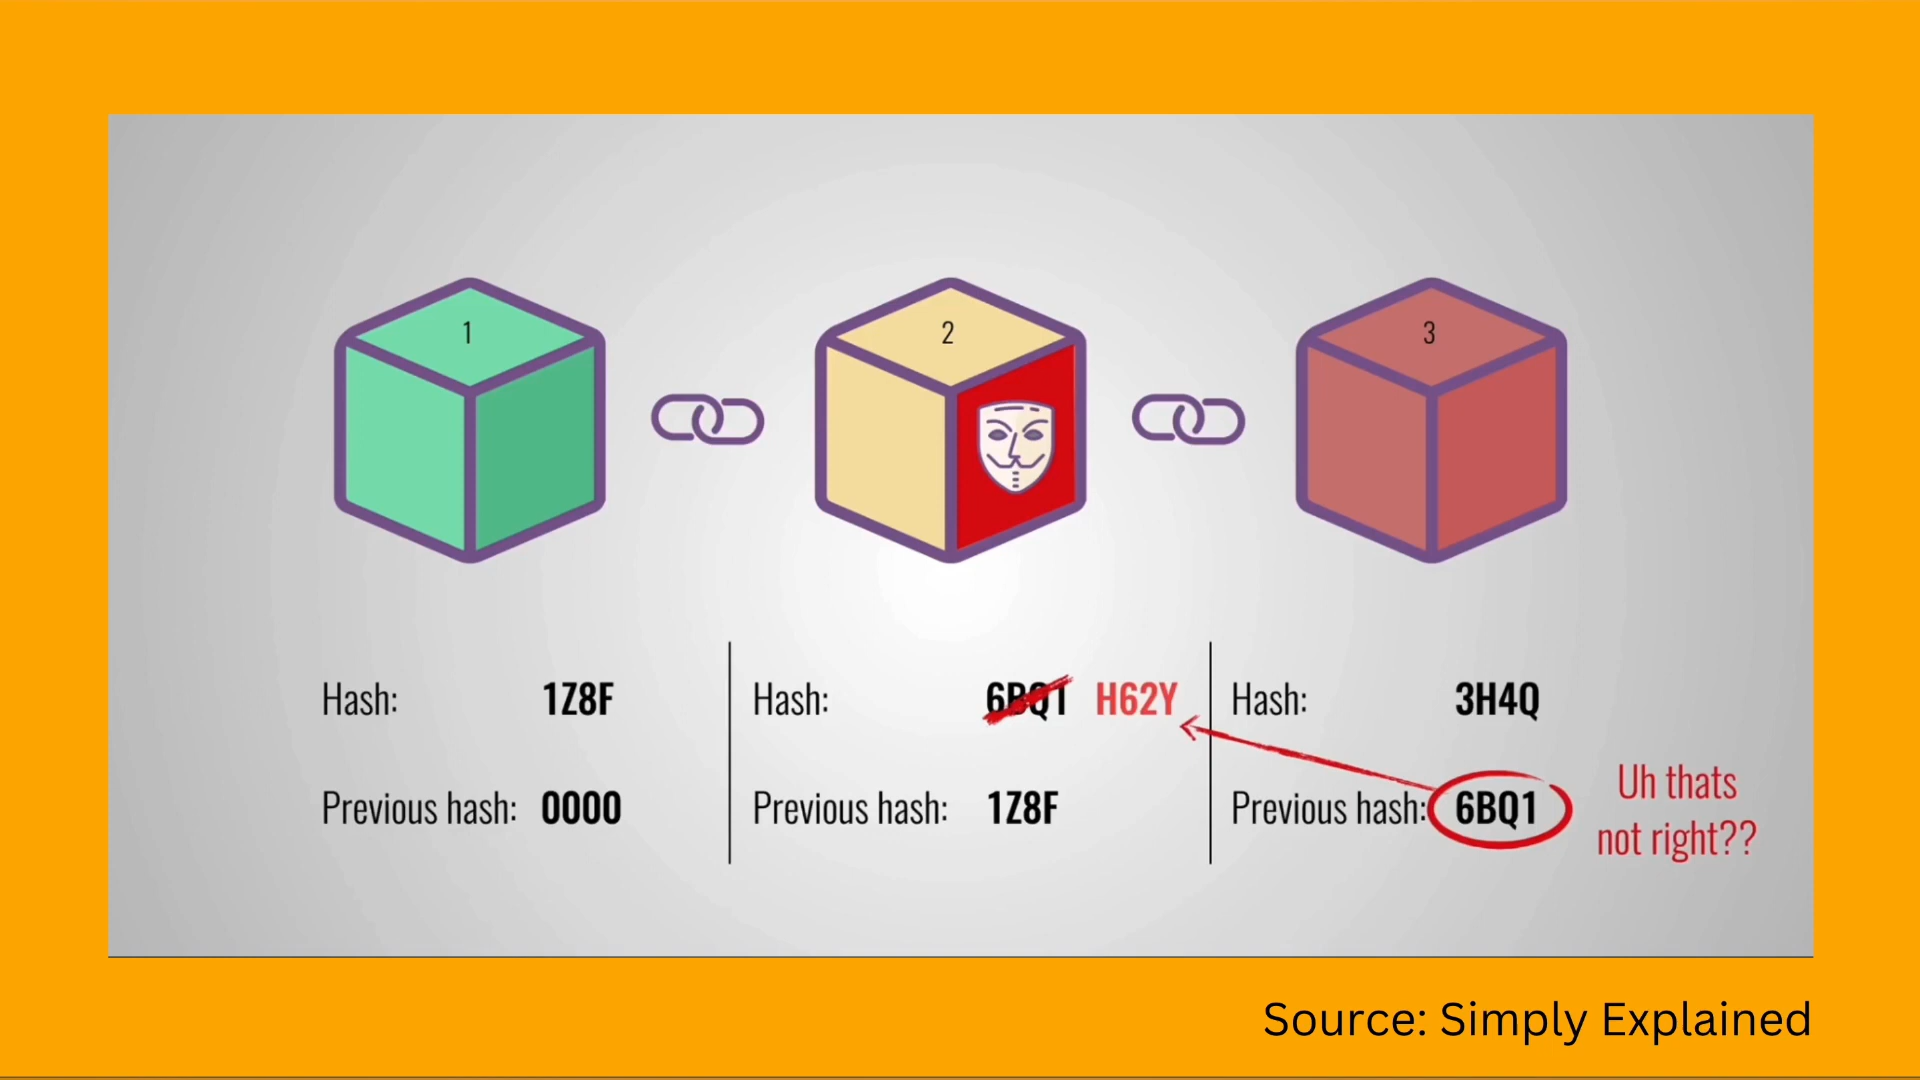 1
2
3
Hash: 1Z8F
Previous hash: 0000
Hash: 6BQ1 H62Y
Previous hash: 1Z8F
Hash: 3H4Q
Previous hash: 6BQ1
Uh thats
not right??
Source: Simply Explained